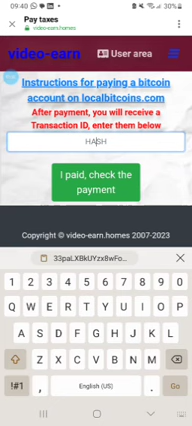 09:40
30%
Pay taxes
video-earn.homes
video-earn
User area
Instructions for paying a bitcoin
account on localbitcoins.com
After payment, you will receive a
Transaction ID, enter them below
HASH
I paid, check the
payment
Copyright © video-earn.homes 2007-2023
33paLXBkUYzx8wFo...
1 2 3 4 5 6 7 8 9 0
Q W E R T Y U I O P
A S D F G H J K L
Z X C V B N M
!#1 , English (US) . Go